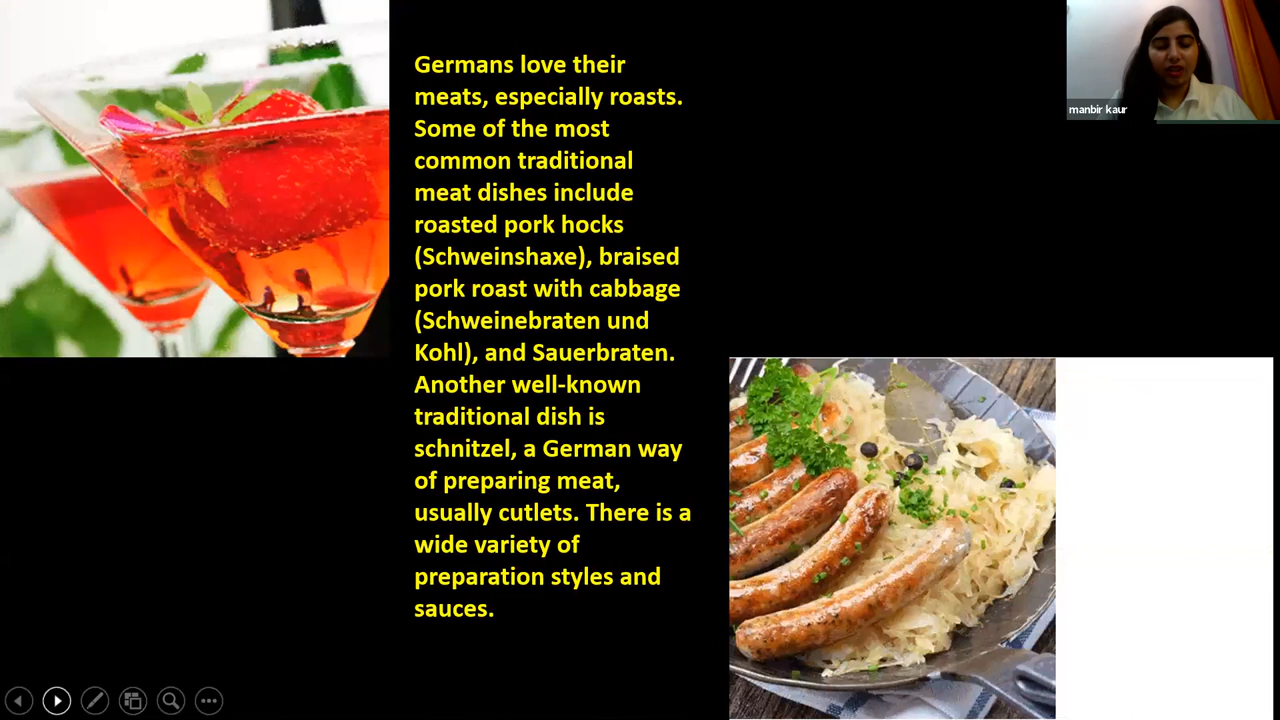 Germans love their
meats, especially roasts.
Some of the most
common traditional
meat dishes include
roasted pork hocks
(Schweinshaxe), braised
pork roast with cabbage
(Schweinebraten und
Kohl), and Sauerbraten.
Another well-known
traditional dish is
schnitzel, a German way
of preparing meat,
usually cutlets. There is a
wide variety of
preparation styles and
sauces.
manbir kaur